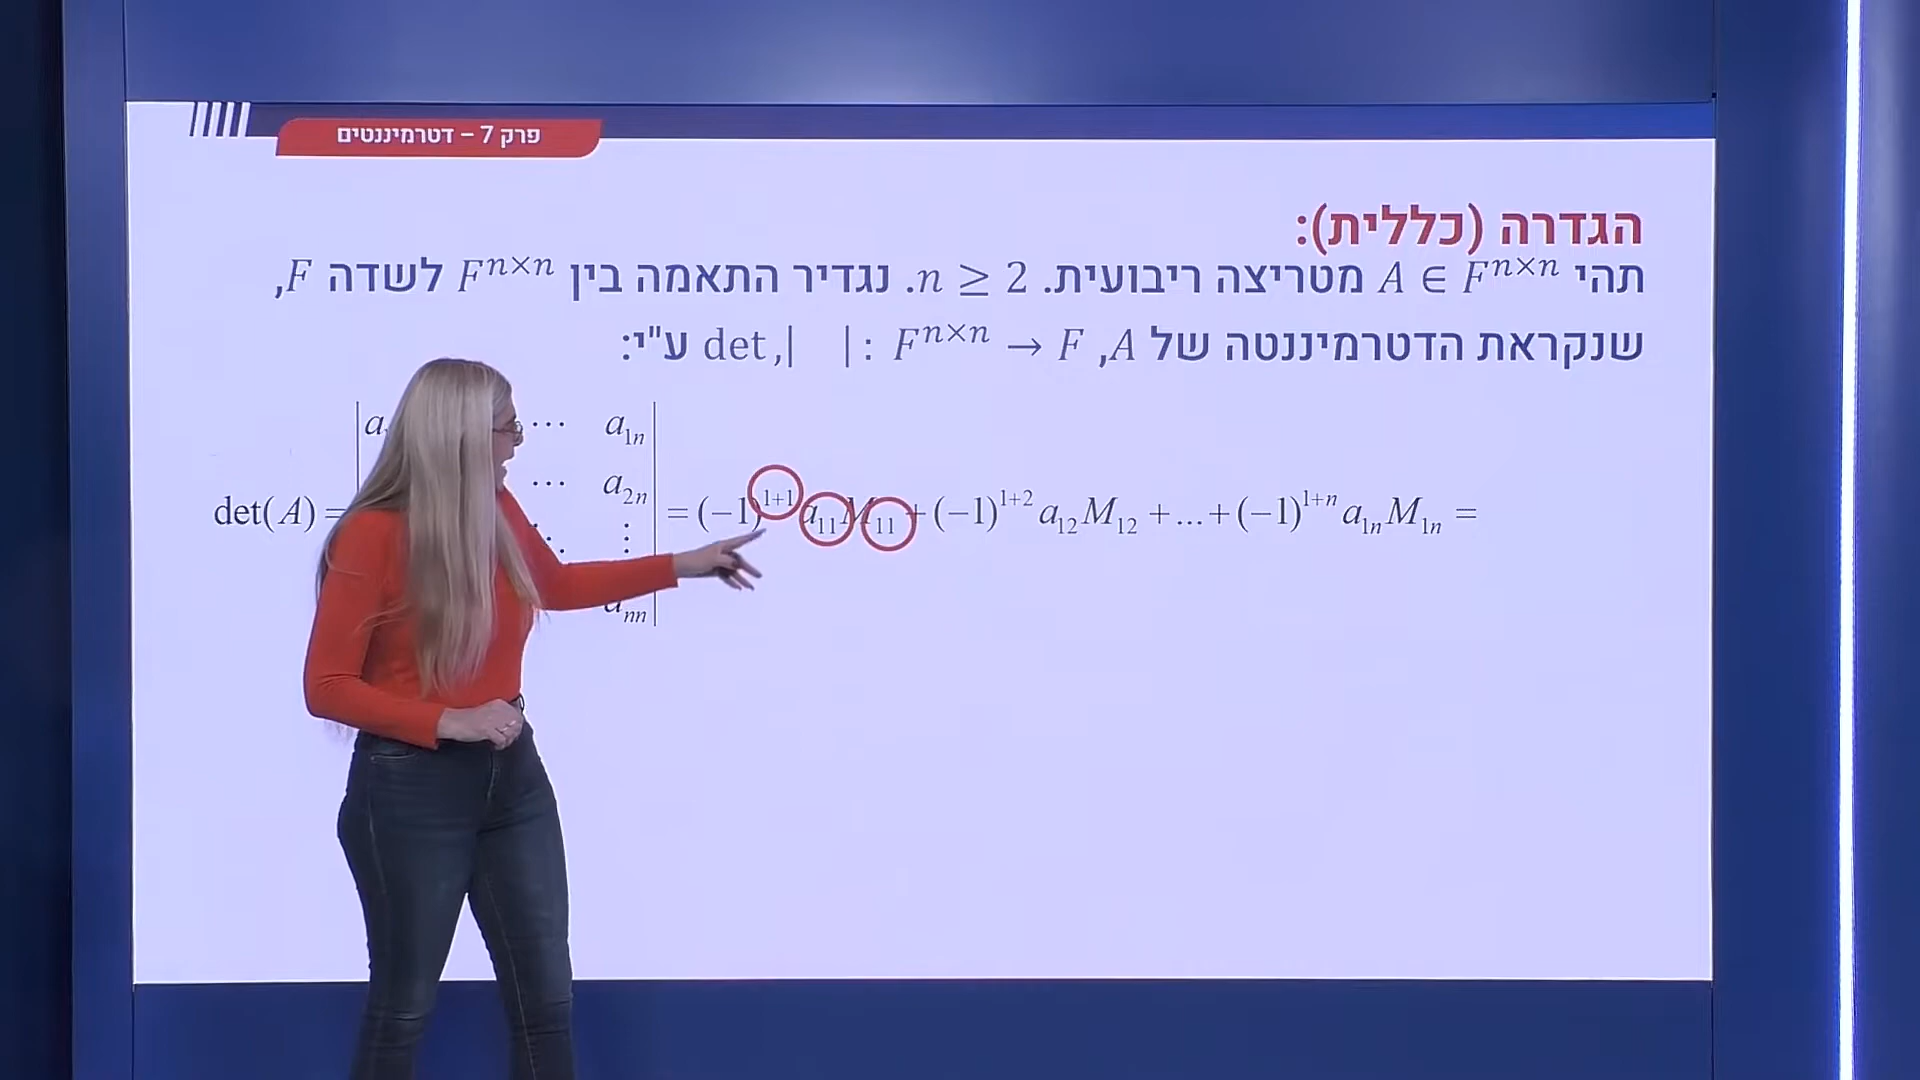 פרק 7 – דטרמיננטים
הגדרה (כללית):
תהי A ∈ F^{n×n} מטריצה ריבועית. n ≥ 2. נגדיר התאמה בין F^{n×n} לשדה F,
שנקראת הדטרמיננטה של A, det,| | : F^{n×n} → F ע"י:
a ⋯ a_{1n}
⋯ a_{2n}
⋱ ⋮
a_{nn}
det(A) = = (−1)^{1+1} a_{11} M_{11} + (−1)^{1+2} a_{12} M_{12} + ... + (−1)^{1+n} a_{1n} M_{1n} =